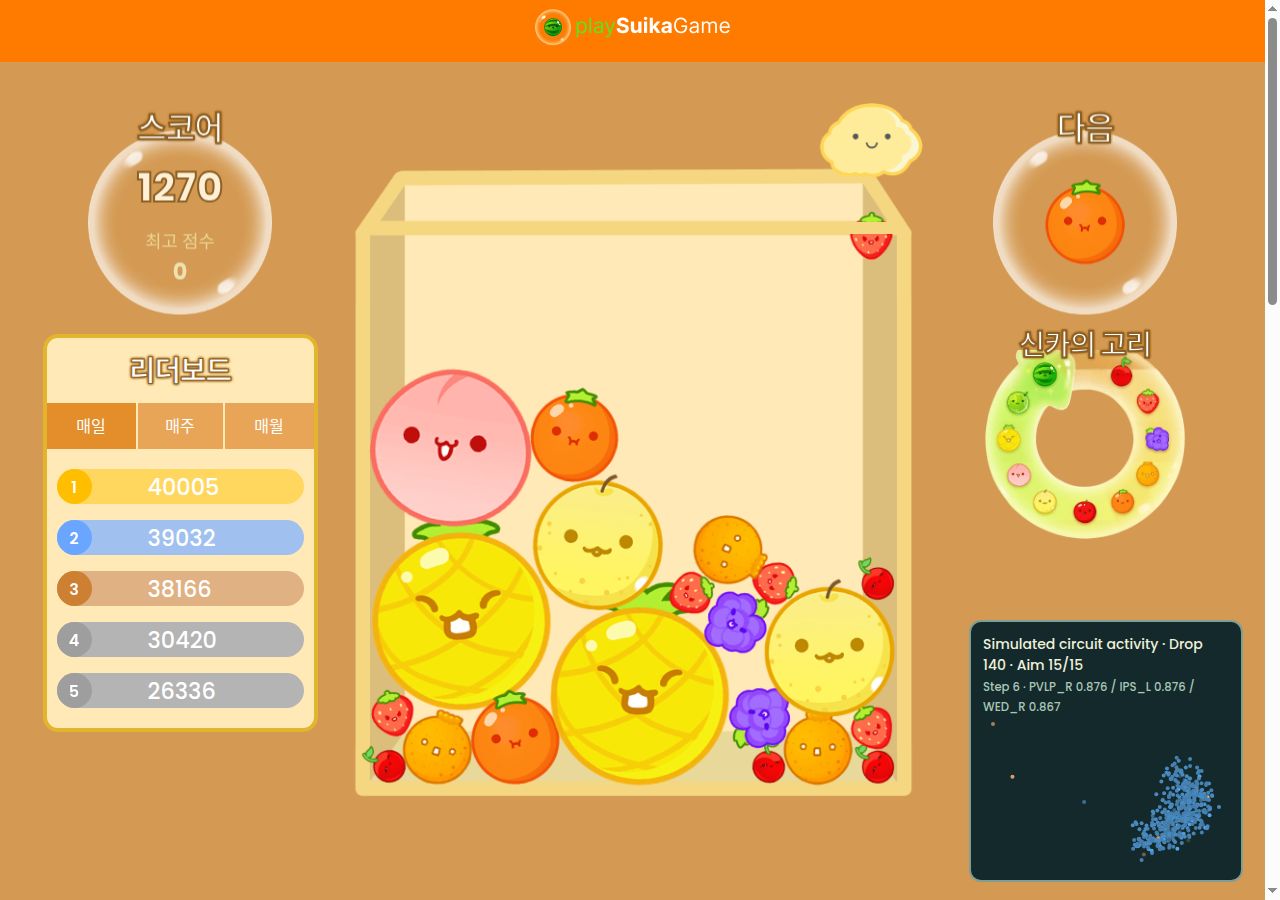 playSuikaGame
스코어
1270
최고 점수
0
다음
신카의 고리
리더보드
매일 매주 매월
1 40005
2 39032
3 38166
4 30420
5 26336
Simulated circuit activity · Drop
140 · Aim 15/15
Step 6 · PVLP_R 0.876 / IPS_L 0.876 /
WED_R 0.867